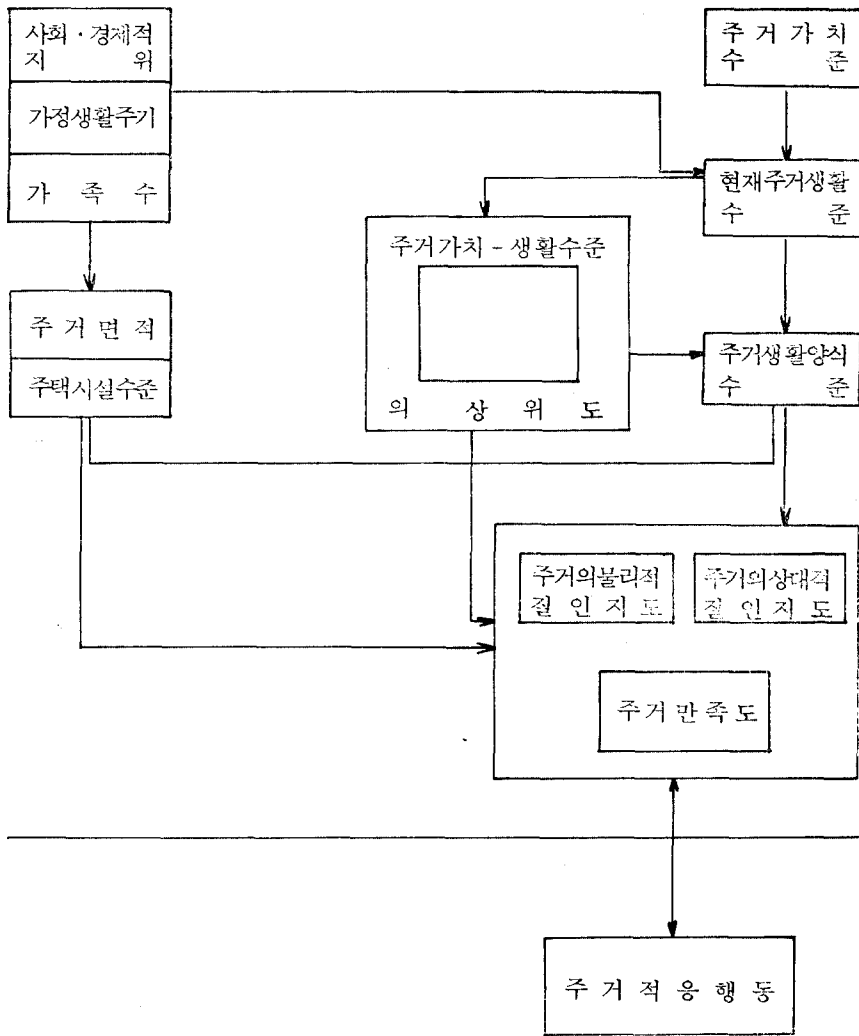 사회·경제적
지 위
가정생활주기
가 족 수
주 거 면 적
주택시설수준
주 거 가 치
수 준
현재주거생활
수 준
주거가치-생활수준
의 상 위 도
주거생활양식
수 준
주거의물리적
질 인 지 도
주거의상대적
질 인 지 도
주거만족도
주 거 적 응 행 동